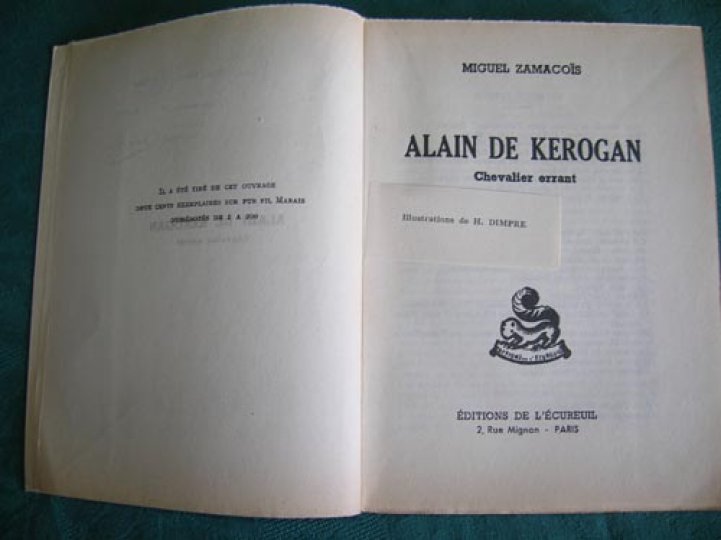 IL A ÉTÉ TIRÉ DE CET OUVRAGE
DEUX CENTS EXEMPLAIRES SUR PUR FIL MARAIS
NUMÉROTÉS DE 1 A 200
MIGUEL ZAMACOÏS
ALAIN DE KEROGAN
Chevalier errant
Illustrations de H. DIMPRE
ÉDITIONS DE L'ÉCUREUIL
2, Rue Mignon - PARIS